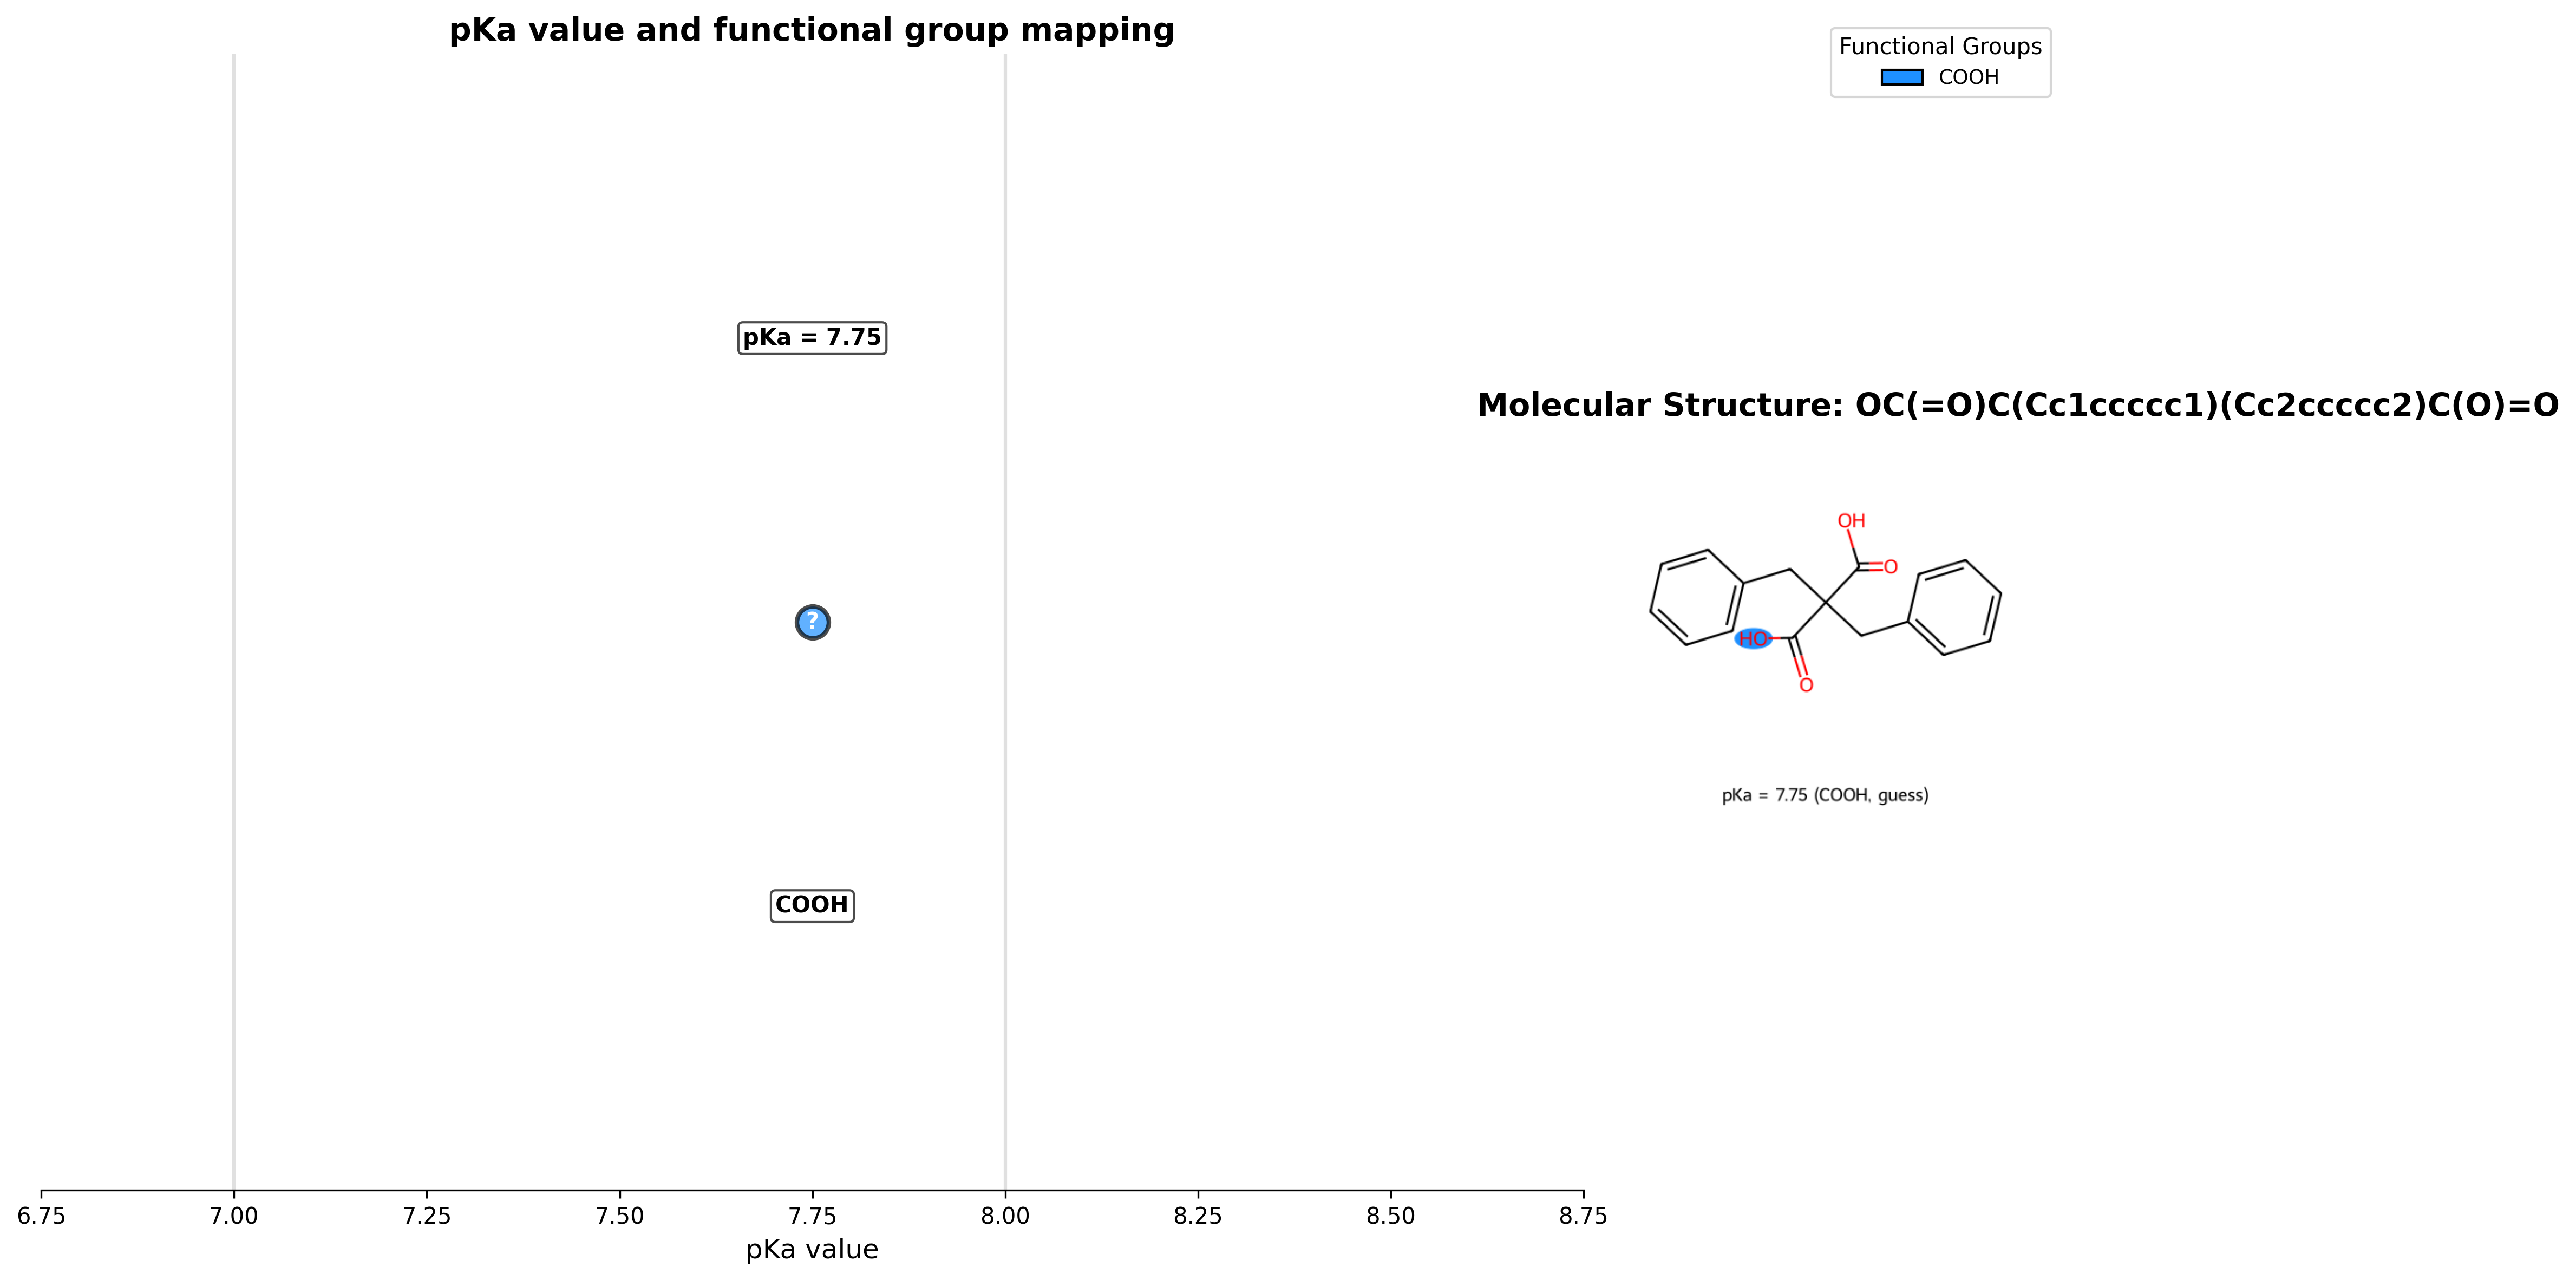 pKa value and functional group mapping
Functional Groups
COOH
pKa = 7.75
?
COOH
6.75 7.00 7.25 7.50 7.75 8.00 8.25 8.50 8.75
pKa value
Molecular Structure: OC(=O)C(Cc1ccccc1)(Cc2ccccc2)C(O)=O
OH
O
HO
O
pKa = 7.75 (COOH, guess)